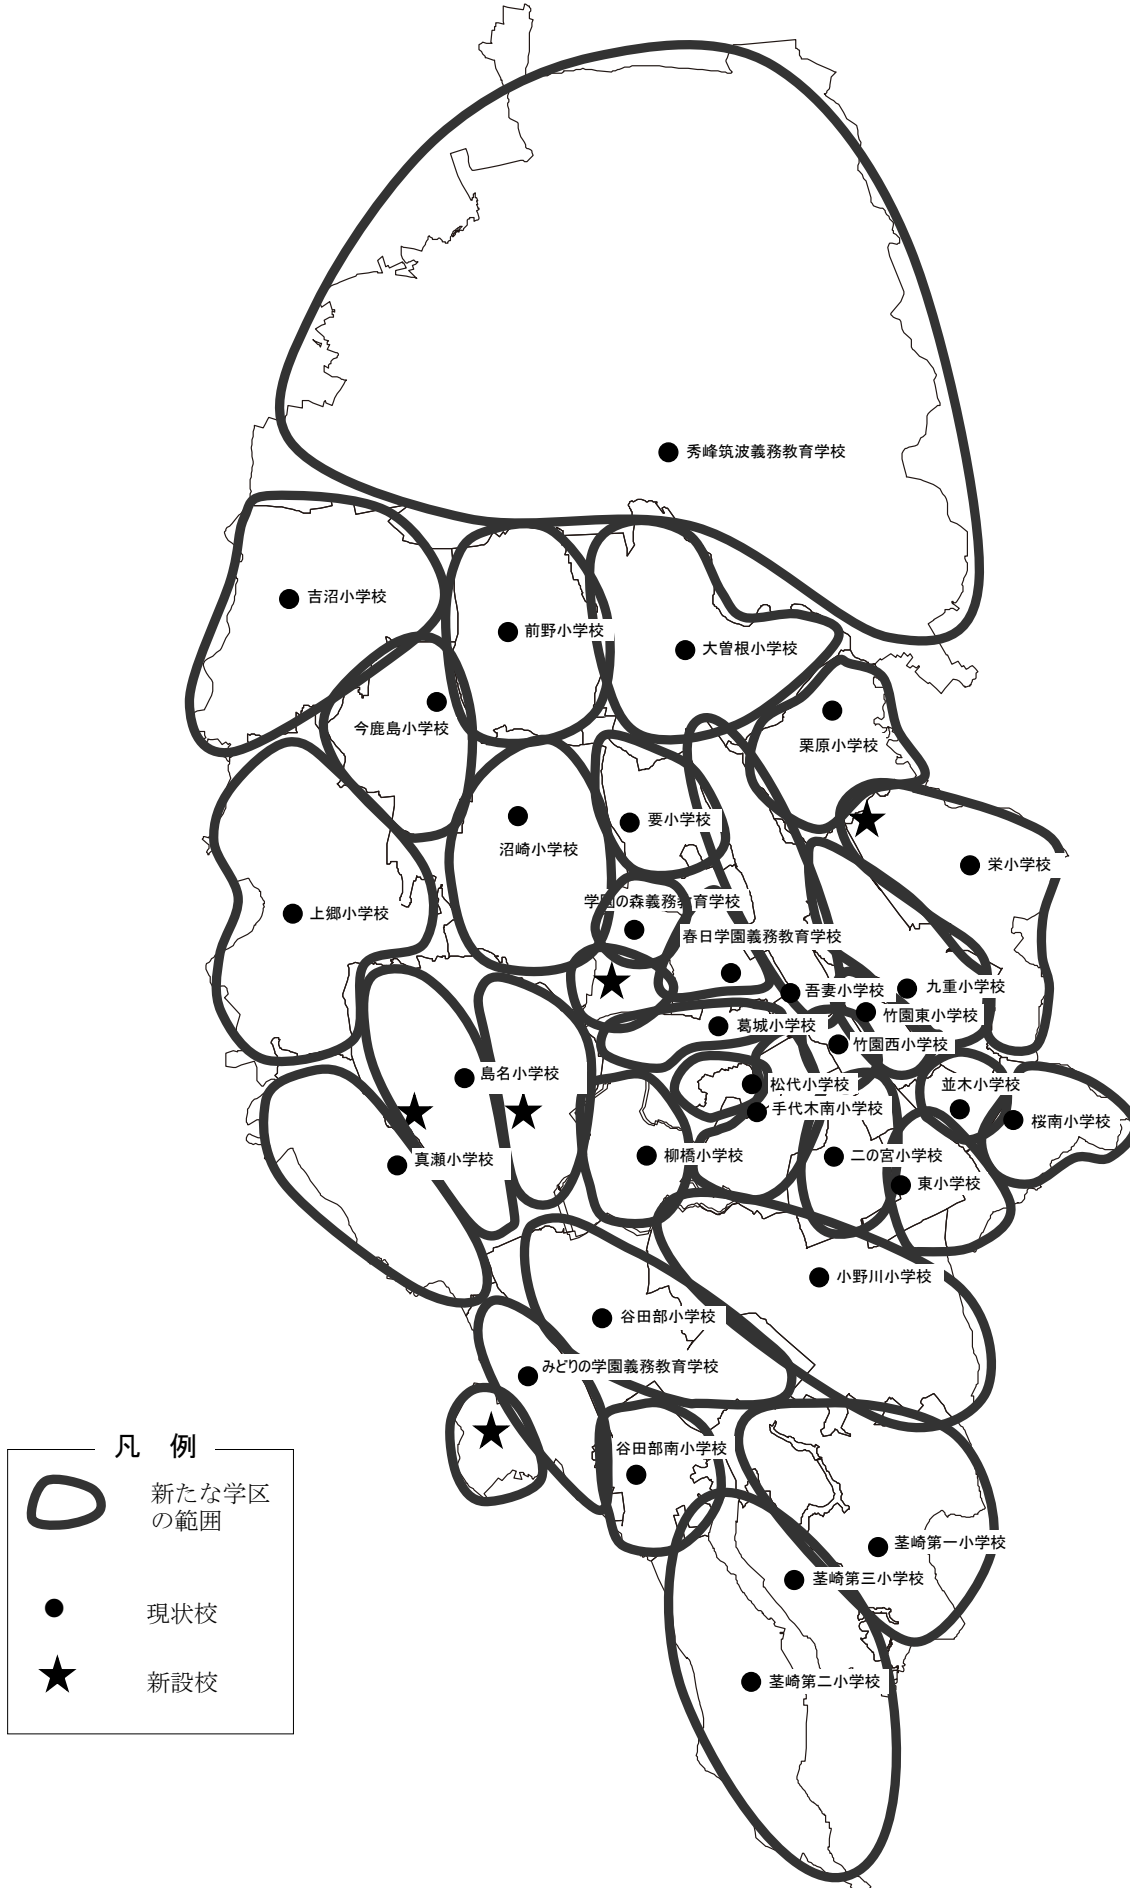 秀峰筑波義務教育学校
吉沼小学校
前野小学校
大曽根小学校
今鹿島小学校
栗原小学校
要小学校
沼崎小学校
栄小学校
学園の森義務教育学校
上郷小学校
春日学園義務教育学校
吾妻小学校
九重小学校
竹園東小学校
葛城小学校
竹園西小学校
島名小学校
松代小学校
並木小学校
手代木南小学校
桜南小学校
真瀬小学校
柳橋小学校
二の宮小学校
東小学校
小野川小学校
谷田部小学校
みどりの学園義務教育学校
谷田部南小学校
茎崎第一小学校
茎崎第三小学校
茎崎第二小学校
凡 例
新たな学区
の範囲
現状校
新設校